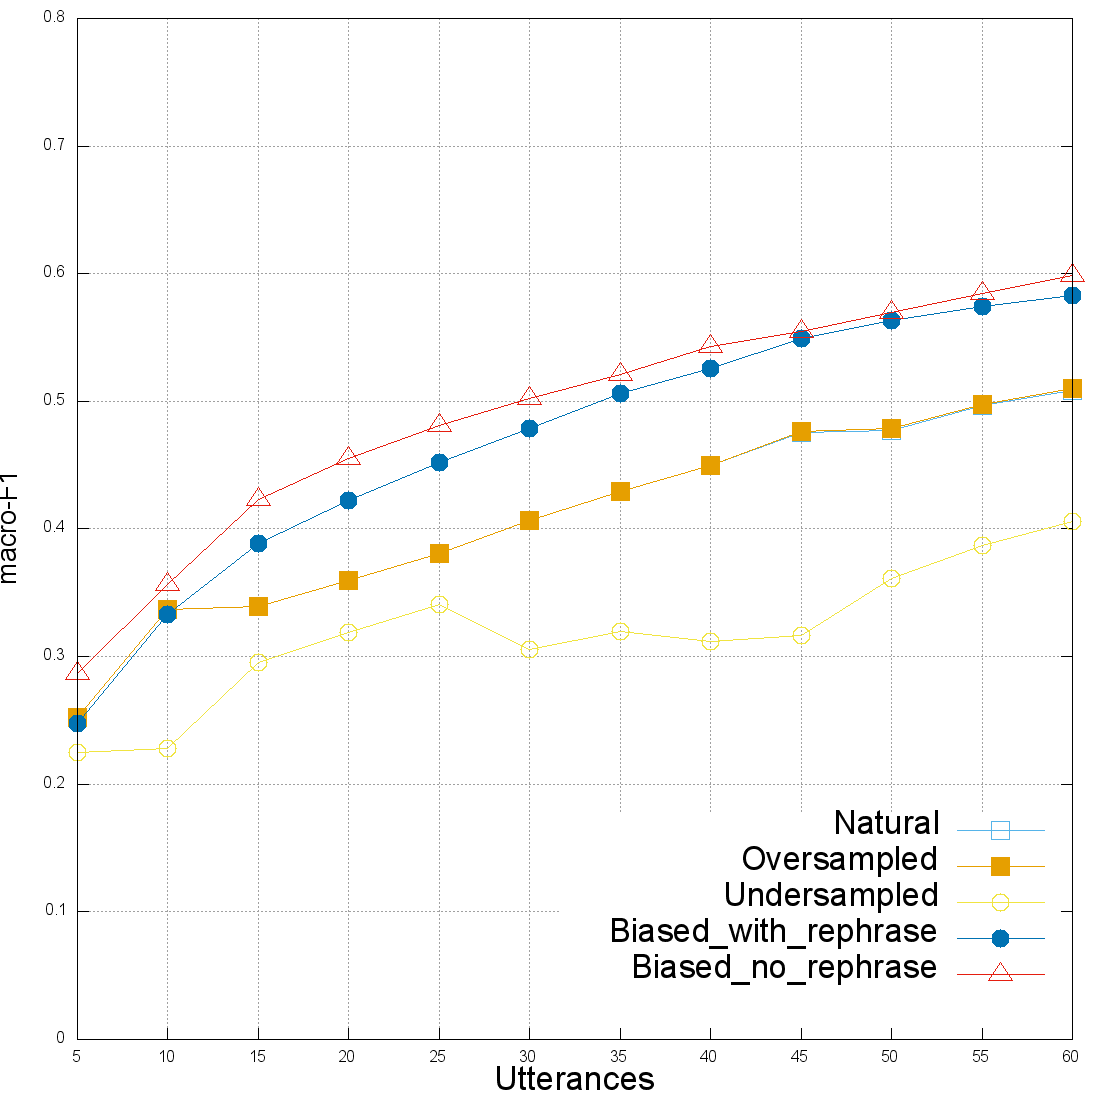 0.8
0.7
0.6
0.5
0.4
0.3
0.2
0.1
0
macro-F1
Natural
Oversampled
Undersampled
Biased_with_rephrase
Biased_no_rephrase
5 10 15 20 25 30 35 40 45 50 55 60
Utterances